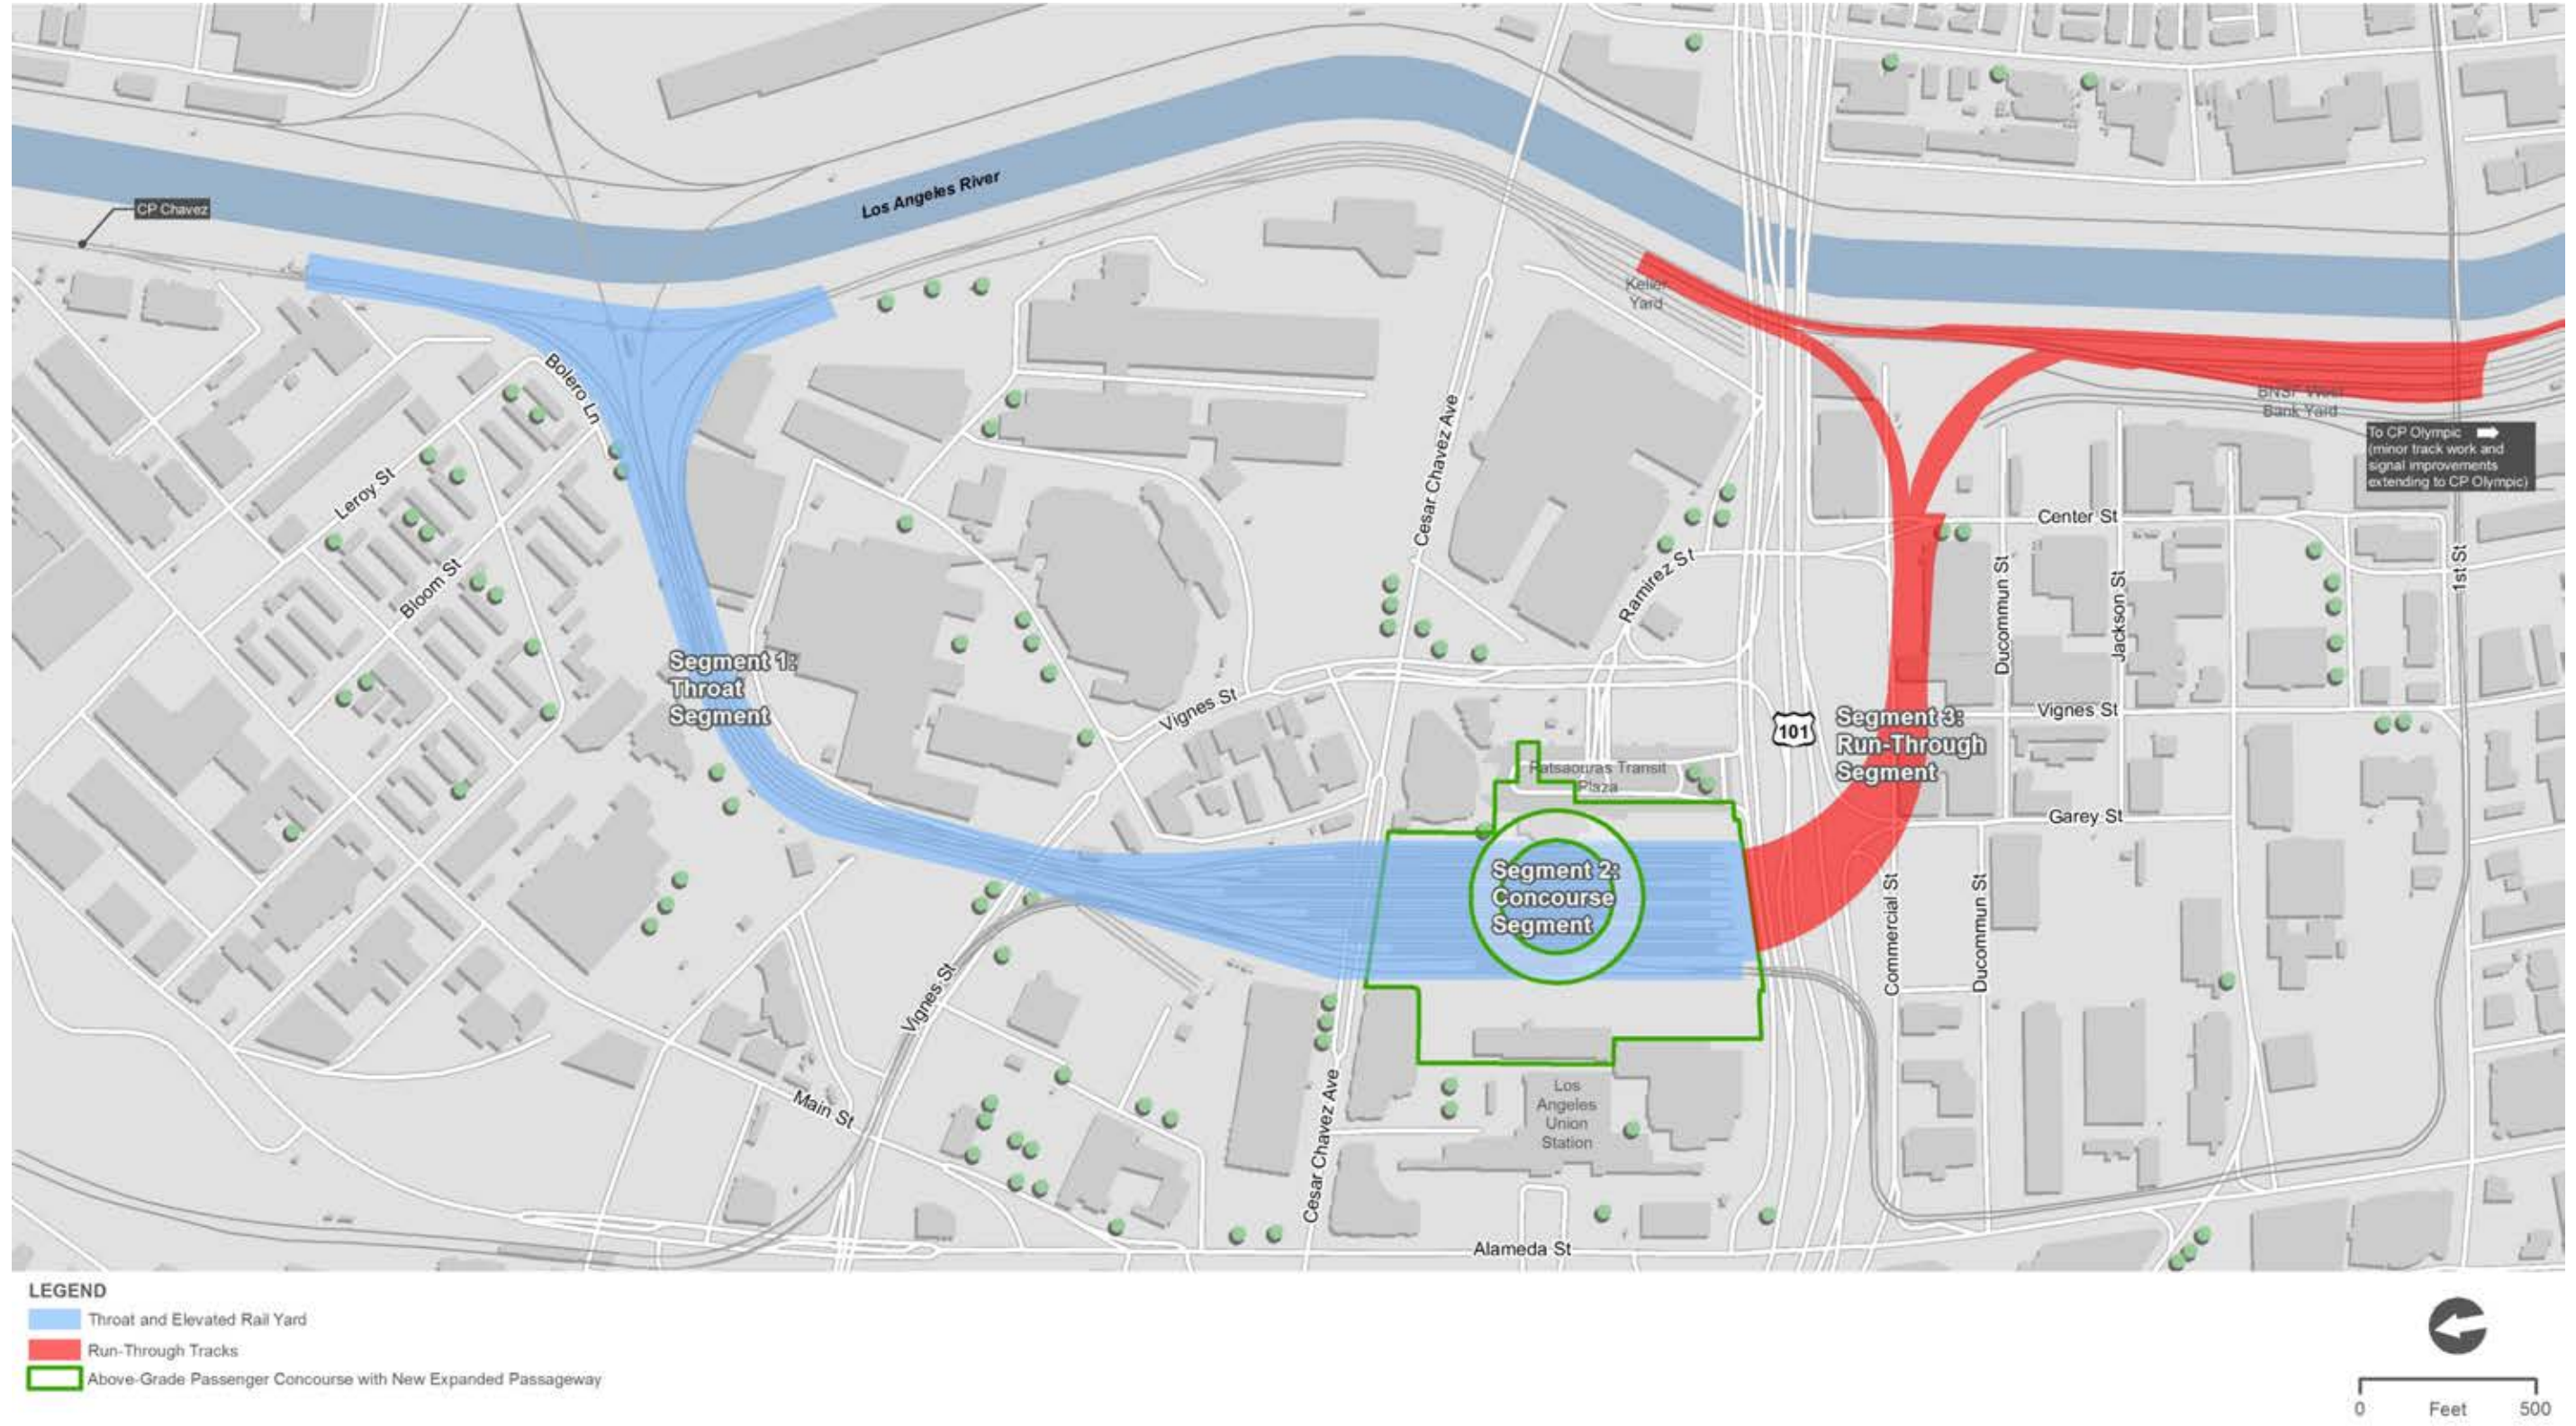 CP Chavez
Los Angeles River
Keller
Yard
Bolero Ln
Leroy St
Bloom St
Cesar Chavez Ave
BNSF West
Bank Yard
To CP Olympic
(minor track work and
signal improvements
extending to CP Olympic)
Center St
Ramirez St
Ducommun St
Jackson St
1st St
Segment 1:
Throat
Segment
Vignes St
Vignes St
101
Segment 3:
Run-Through
Segment
Patsaouras Transit
Plaza
Garey St
Segment 2:
Concourse
Segment
Commercial St
Ducommun St
Vignes St
Main St
Cesar Chavez Ave
Los
Angeles
Union
Station
Alameda St
LEGEND
Throat and Elevated Rail Yard
Run-Through Tracks
Above-Grade Passenger Concourse with New Expanded Passageway
0 Feet 500